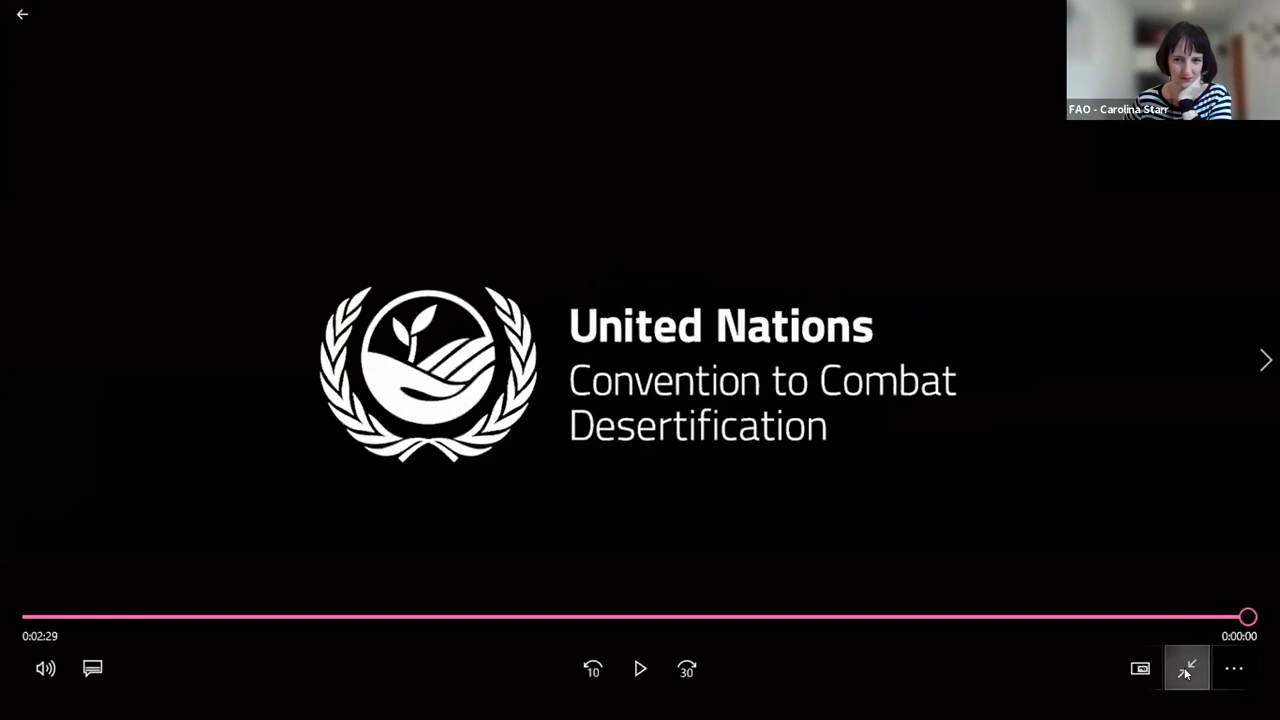 FAO - Carolina Starr
United Nations
Convention to Combat
Desertification
0:02:29
0:00:00
10
30